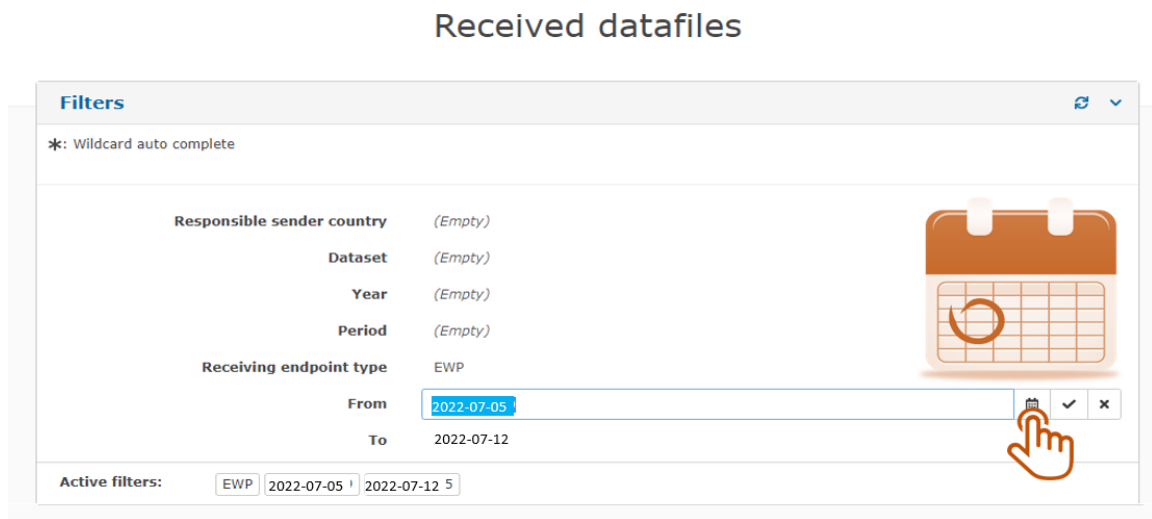 Received datafiles
Filters
*: Wildcard auto complete
Responsible sender country (Empty)
Dataset (Empty)
Year (Empty)
Period (Empty)
Receiving endpoint type EWP
From 2022-07-05
To 2022-07-12
Active filters: EWP 2022-07-05 2022-07-12 5